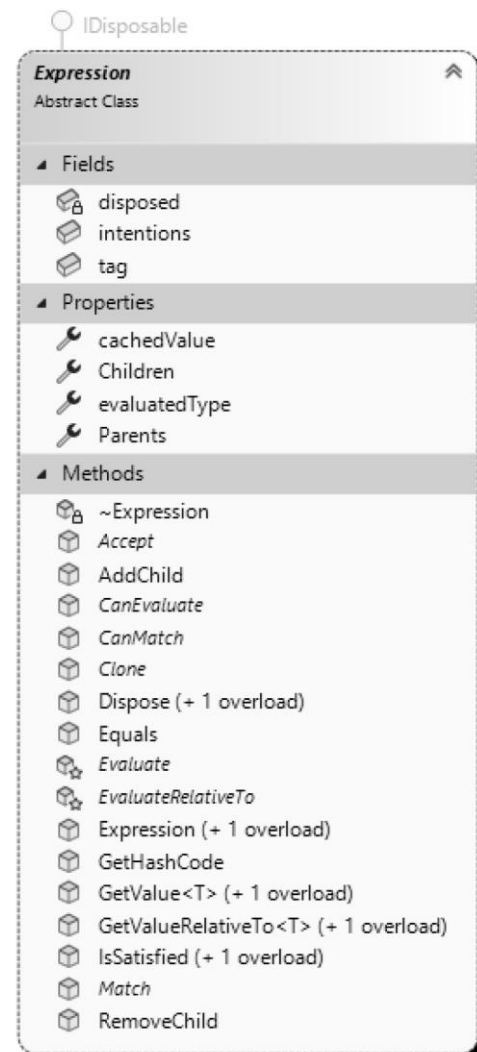 IDisposable
Expression
Abstract Class
Fields
disposed
intentions
tag
Properties
cachedValue
Children
evaluatedType
Parents
Methods
~Expression
Accept
AddChild
CanEvaluate
CanMatch
Clone
Dispose (+ 1 overload)
Equals
Evaluate
EvaluateRelativeTo
Expression (+ 1 overload)
GetHashCode
GetValue<T> (+ 1 overload)
GetValueRelativeTo<T> (+ 1 overload)
IsSatisfied (+ 1 overload)
Match
RemoveChild